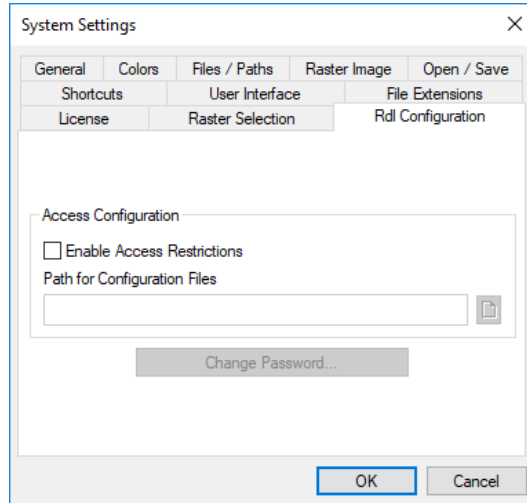 System Settings
General Colors Files / Paths Raster Image Open / Save
Shortcuts User Interface File Extensions
License Raster Selection Rdl Configuration
Access Configuration
Enable Access Restrictions
Path for Configuration Files
Change Password...
OK Cancel